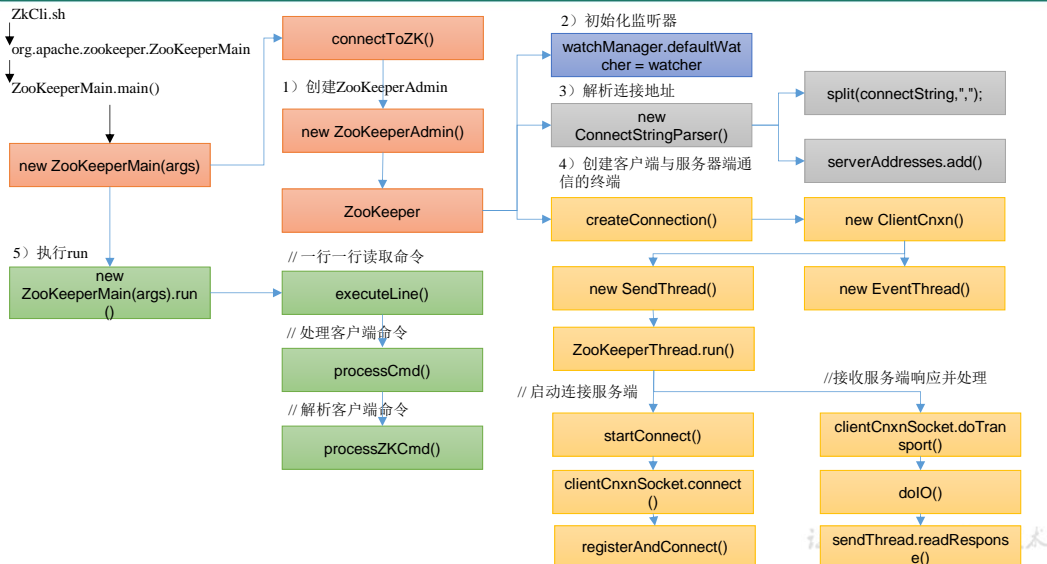 ZkCli.sh
org.apache.zookeeper.ZooKeeperMain
ZooKeeperMain.main()
new ZooKeeperMain(args)
5）执行run
new
ZooKeeperMain(args).run
()
connectToZK()
1）创建ZooKeeperAdmin
new ZooKeeperAdmin()
ZooKeeper
// 一行一行读取命令
executeLine()
// 处理客户端命令
processCmd()
// 解析客户端命令
processZKCmd()
2）初始化监听器
watchManager.defaultWat
cher = watcher
3）解析连接地址
new
ConnectStringParser()
split(connectString,",");
serverAddresses.add()
4）创建客户端与服务器端通
信的终端
createConnection()
new ClientCnxn()
new SendThread()
new EventThread()
ZooKeeperThread.run()
// 启动连接服务端
startConnect()
clientCnxnSocket.connect
()
registerAndConnect()
//接收服务端响应并处理
clientCnxnSocket.doTran
sport()
doIO()
sendThread.readRespons
e()